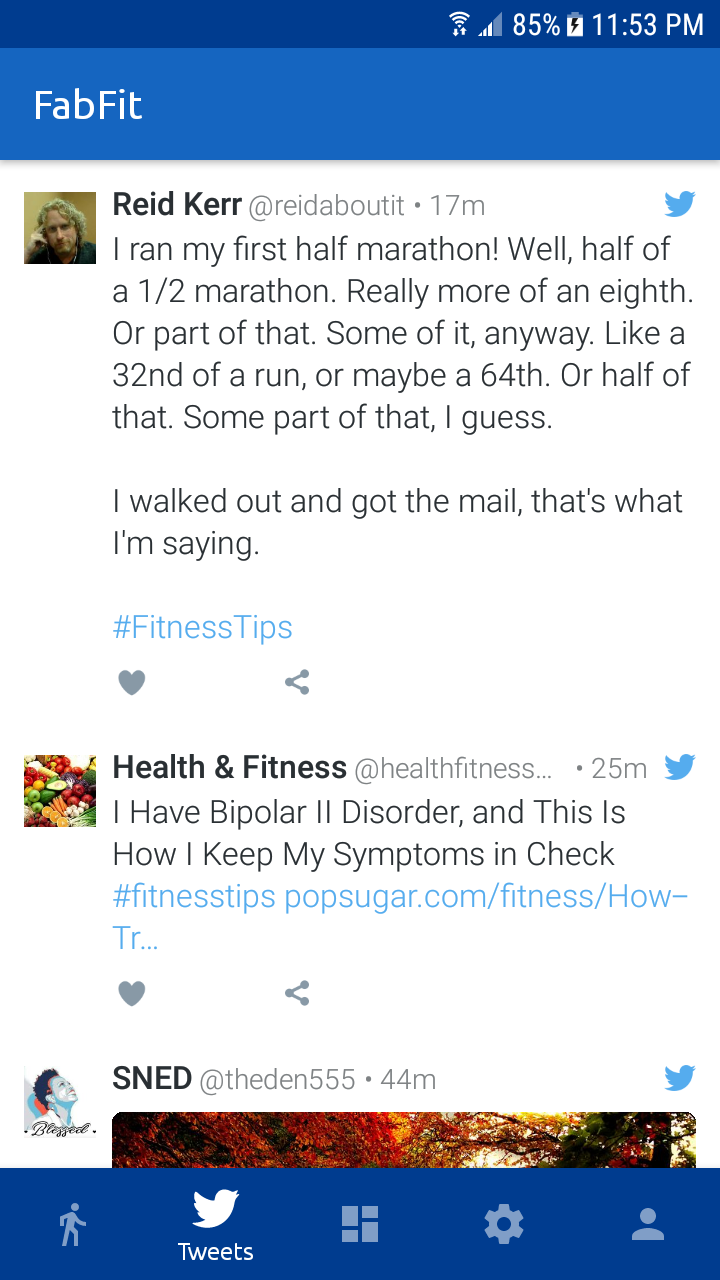 85% 11:53 PM
FabFit
Reid Kerr @reidaboutit • 17m
I ran my first half marathon! Well, half of
a 1/2 marathon. Really more of an eighth.
Or part of that. Some of it, anyway. Like a
32nd of a run, or maybe a 64th. Or half of
that. Some part of that, I guess.
I walked out and got the mail, that's what
I'm saying.
#FitnessTips
Health & Fitness @healthfitness... • 25m
I Have Bipolar II Disorder, and This Is
How I Keep My Symptoms in Check
#fitnesstips popsugar.com/fitness/How–
Tr...
SNED @theden555 • 44m
Blessed
Tweets